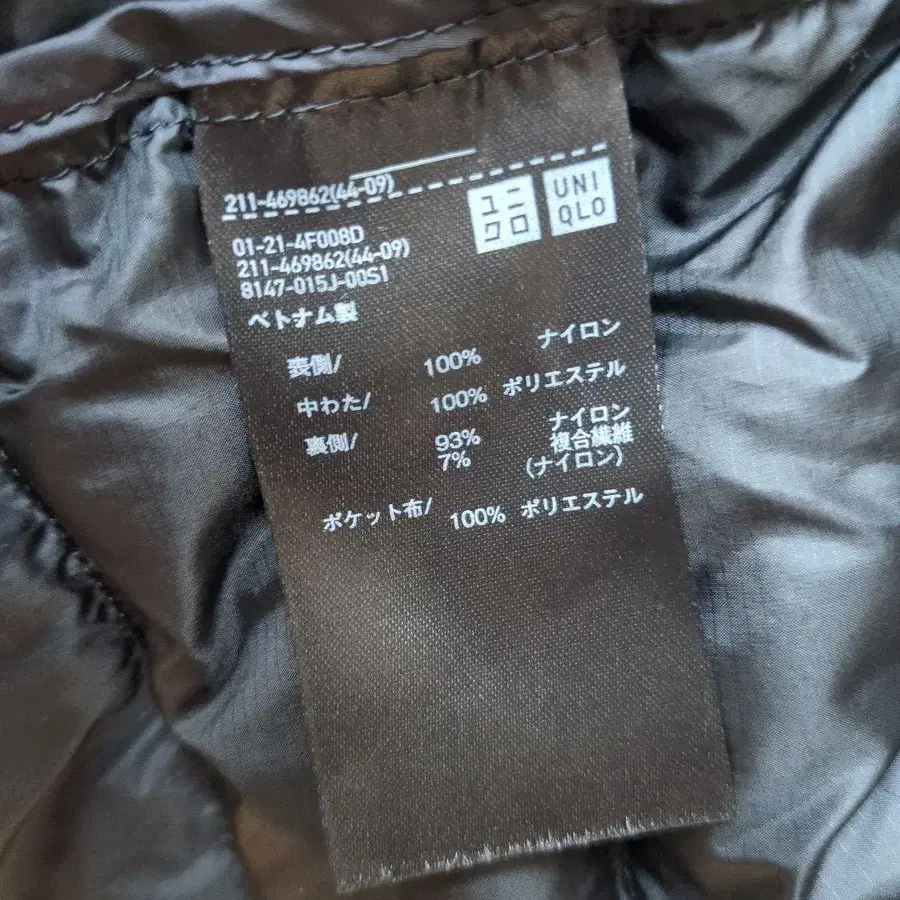 211-469862(44-09)
ユニクロ
UNIQLO
01-21-4F008D
211-469862(44-09)
8147-015J-00S1
ベトナム製
表側/ 100% ナイロン
中わた/ 100% ポリエステル
裏側/ 93% ナイロン
7% 複合繊維
(ナイロン)
ポケット布/ 100% ポリエステル